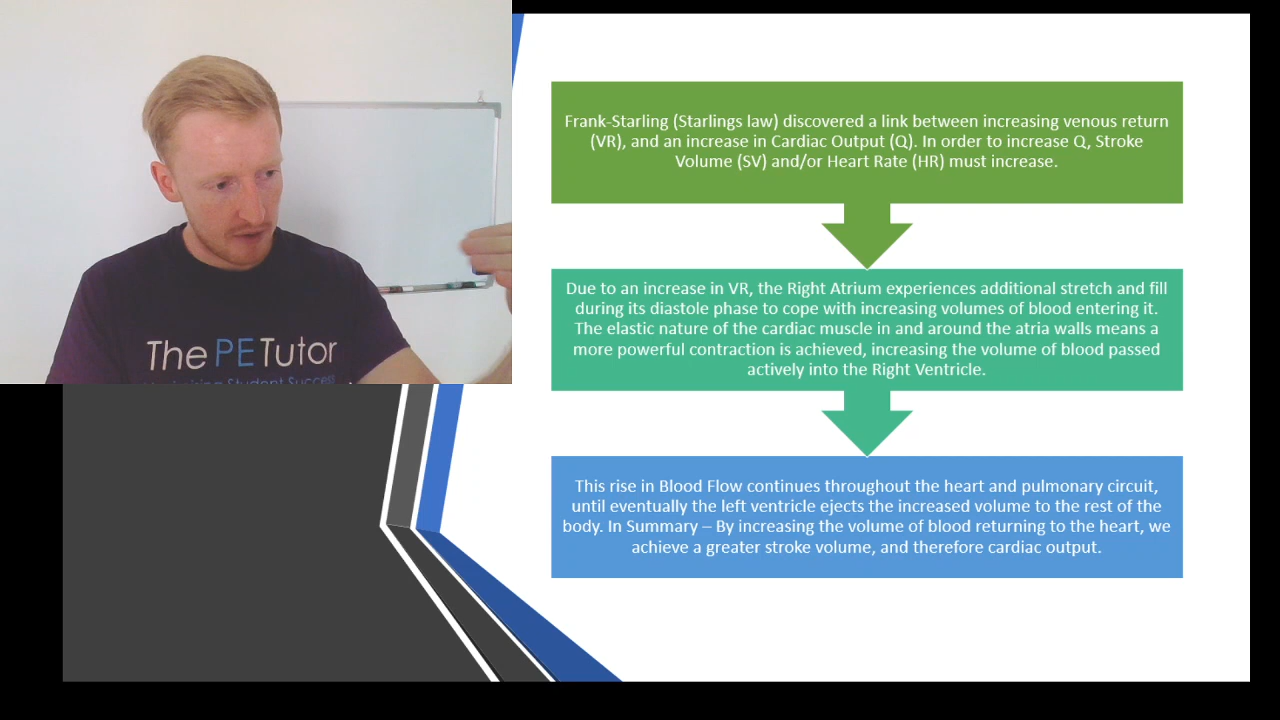 The PE Tutor
Maximising Student Success
Frank-Starling (Starlings law) discovered a link between increasing venous return
(VR), and an increase in Cardiac Output (Q). In order to increase Q, Stroke
Volume (SV) and/or Heart Rate (HR) must increase.
Due to an increase in VR, the Right Atrium experiences additional stretch and fill
during its diastole phase to cope with increasing volumes of blood entering it.
The elastic nature of the cardiac muscle in and around the atria walls means a
more powerful contraction is achieved, increasing the volume of blood passed
actively into the Right Ventricle.
This rise in Blood Flow continues throughout the heart and pulmonary circuit,
until eventually the left ventricle ejects the increased volume to the rest of the
body. In Summary – By increasing the volume of blood returning to the heart, we
achieve a greater stroke volume, and therefore cardiac output.